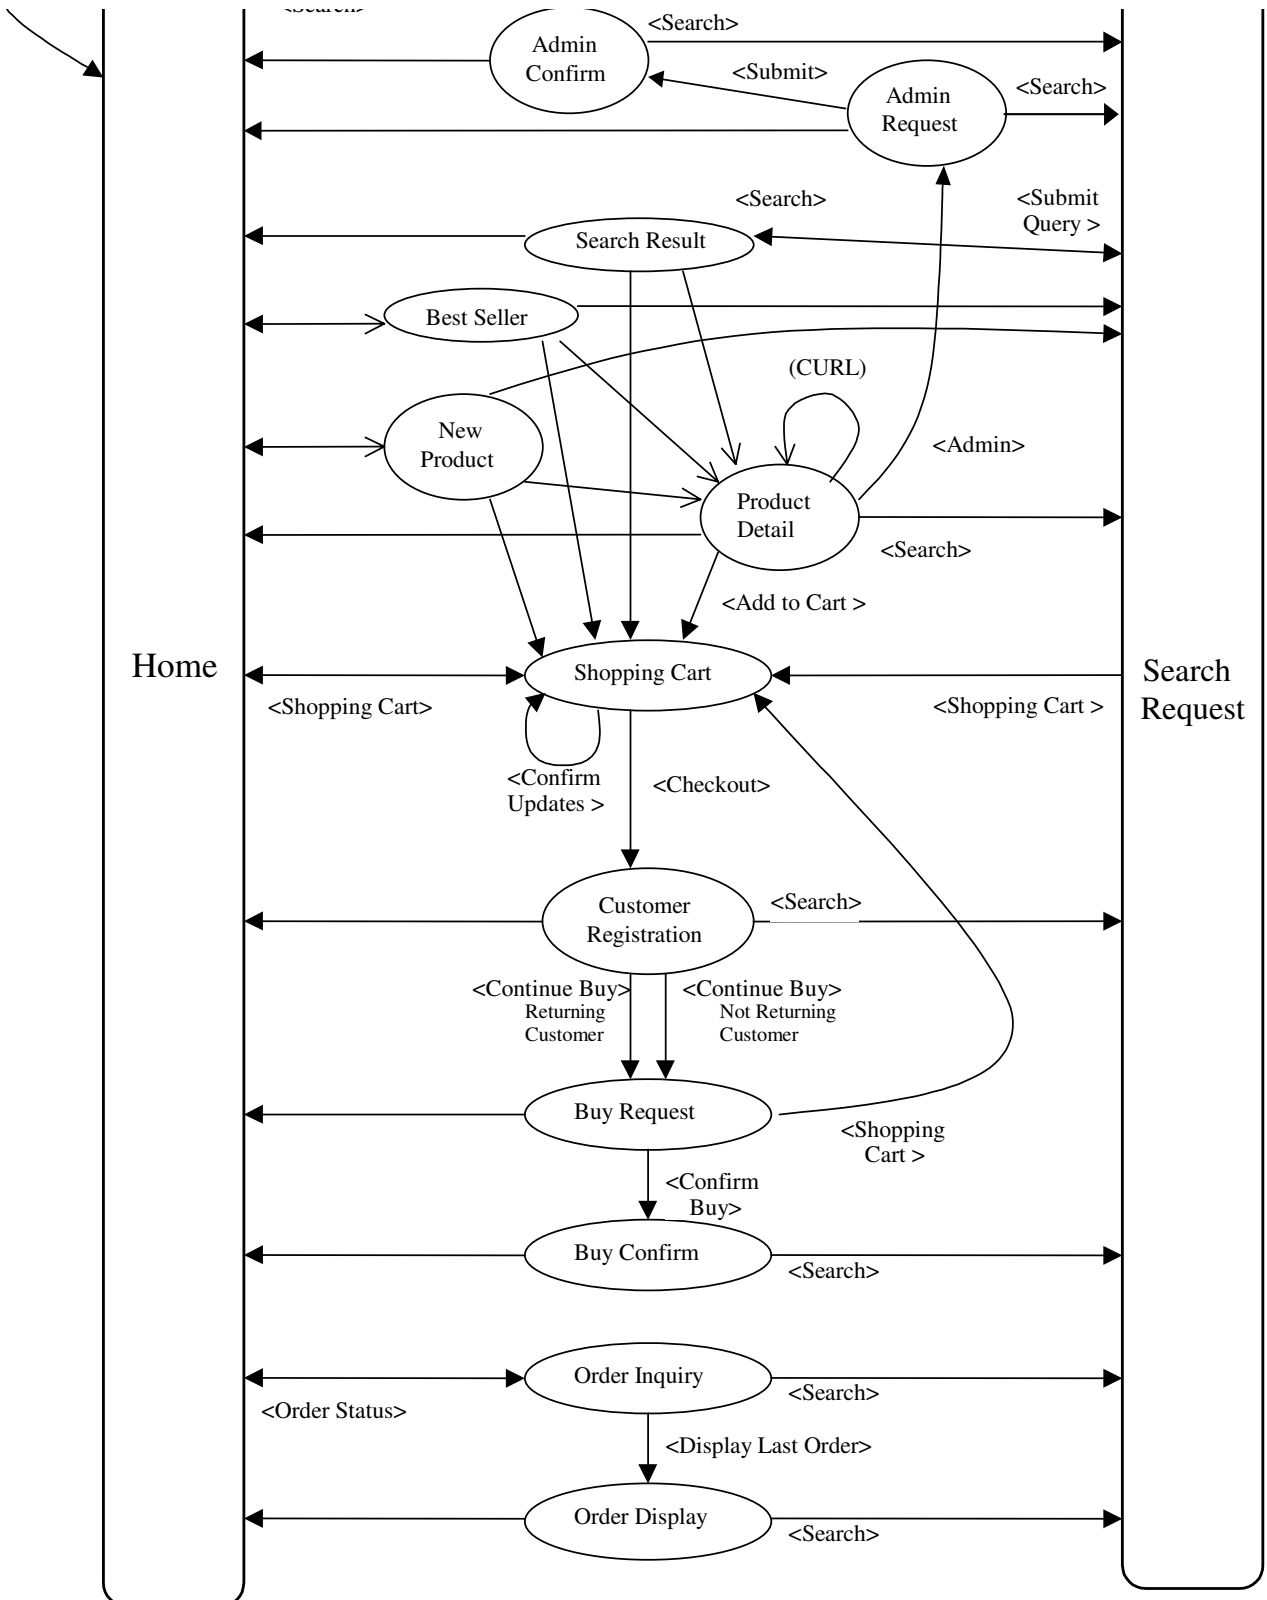 <Search>
<Search>
Admin
Confirm
<Submit>
<Search>
Admin
Request
<Search>
<Submit
Query >
Search Result
Best Seller
(CURL)
New
Product
<Admin>
Product
Detail
<Search>
<Add to Cart >
Home
Shopping Cart
Search
Request
<Shopping Cart>
<Shopping Cart >
<Confirm
Updates >
<Checkout>
Customer
Registration
<Search>
<Continue Buy>
Returning
Customer
<Continue Buy>
Not Returning
Customer
Buy Request
<Shopping
Cart >
<Confirm
Buy>
Buy Confirm
<Search>
Order Inquiry
<Search>
<Order Status>
<Display Last Order>
Order Display
<Search>